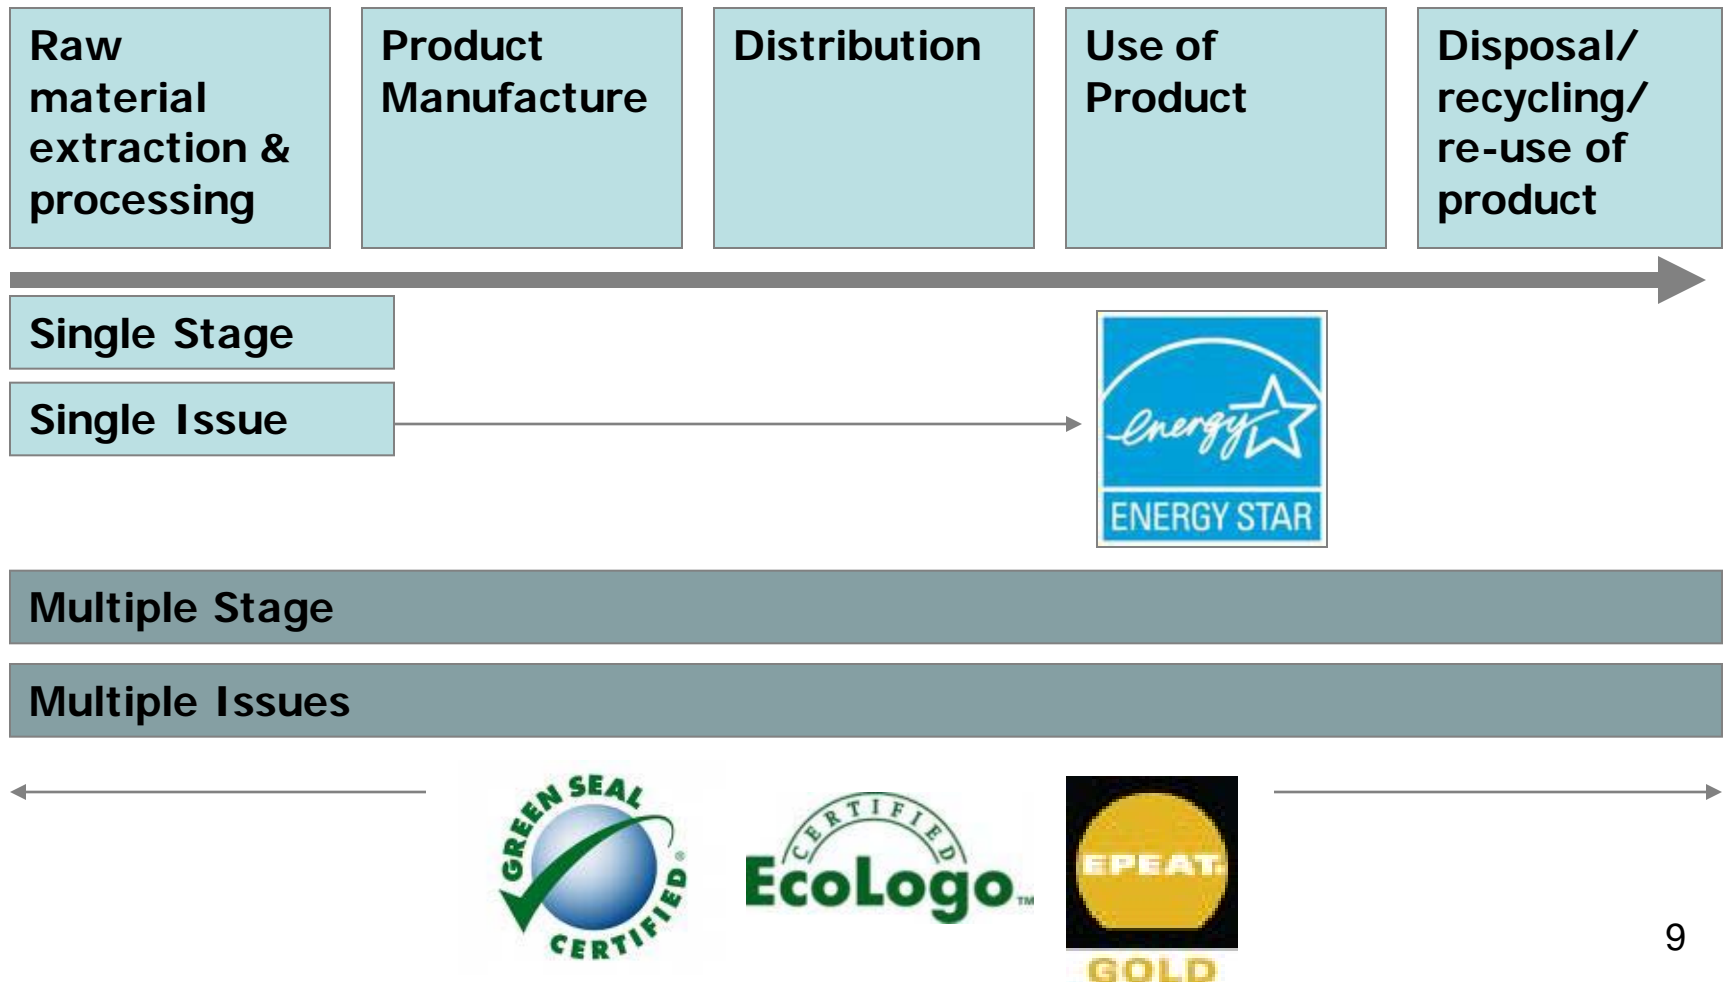 Raw
material
extraction &
processing
Product
Manufacture
Distribution
Use of
Product
Disposal/
recycling/
re-use of
product
Single Stage
Single Issue
energy
ENERGY STAR
Multiple Stage
Multiple Issues
GREEN SEAL
CERTIFIED ®
CERTIFIED
EcoLogo™
EPEAT.
GOLD
9